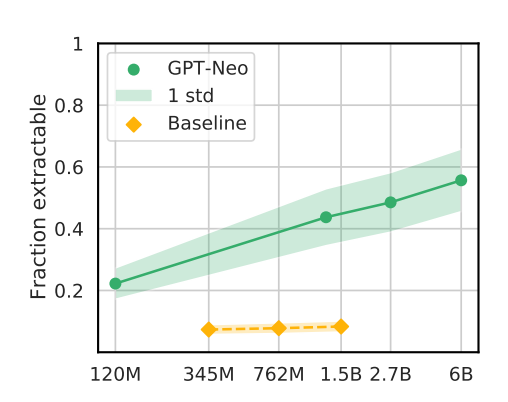 Fraction extractable
1
0.8
0.6
0.4
0.2
GPT-Neo
1 std
Baseline
120M 345M 762M 1.5B 2.7B 6B